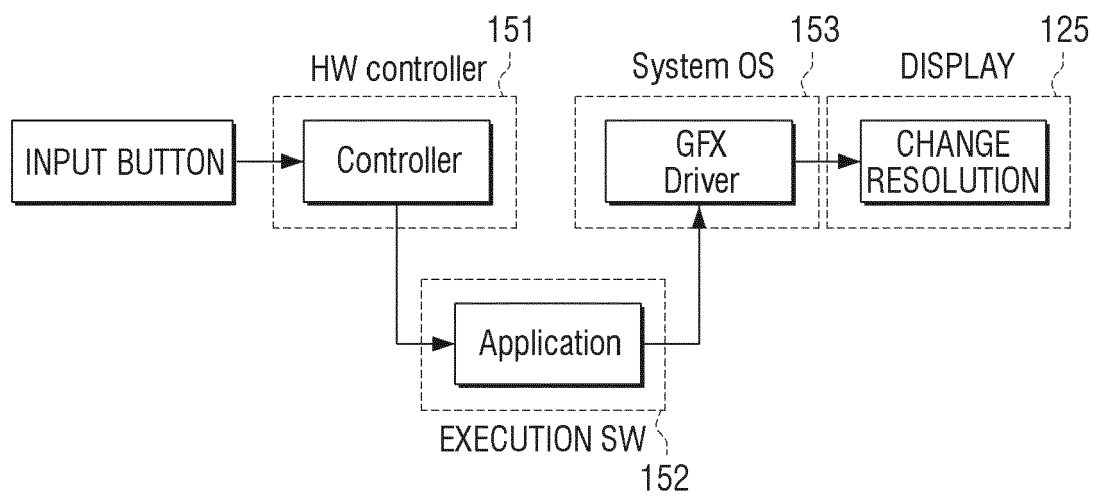 151
153
125
HW controller
System OS
DISPLAY
INPUT BUTTON
Controller
GFX
Driver
CHANGE
RESOLUTION
Application
EXECUTION SW
152